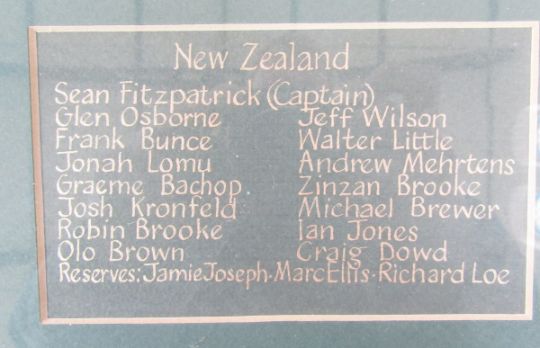 New Zealand
Sean Fitzpatrick (Captain)
Glen Osborne Jeff Wilson
Frank Bunce Walter Little
Jonah Lomu Andrew Mehrtens
Graeme Bachop. Zinzan Brooke
Josh Kronfeld Michael Brewer
Robin Brooke Ian Jones
Olo Brown Craig Dowd
Reserves: Jamie Joseph · Marc Ellis · Richard Loe